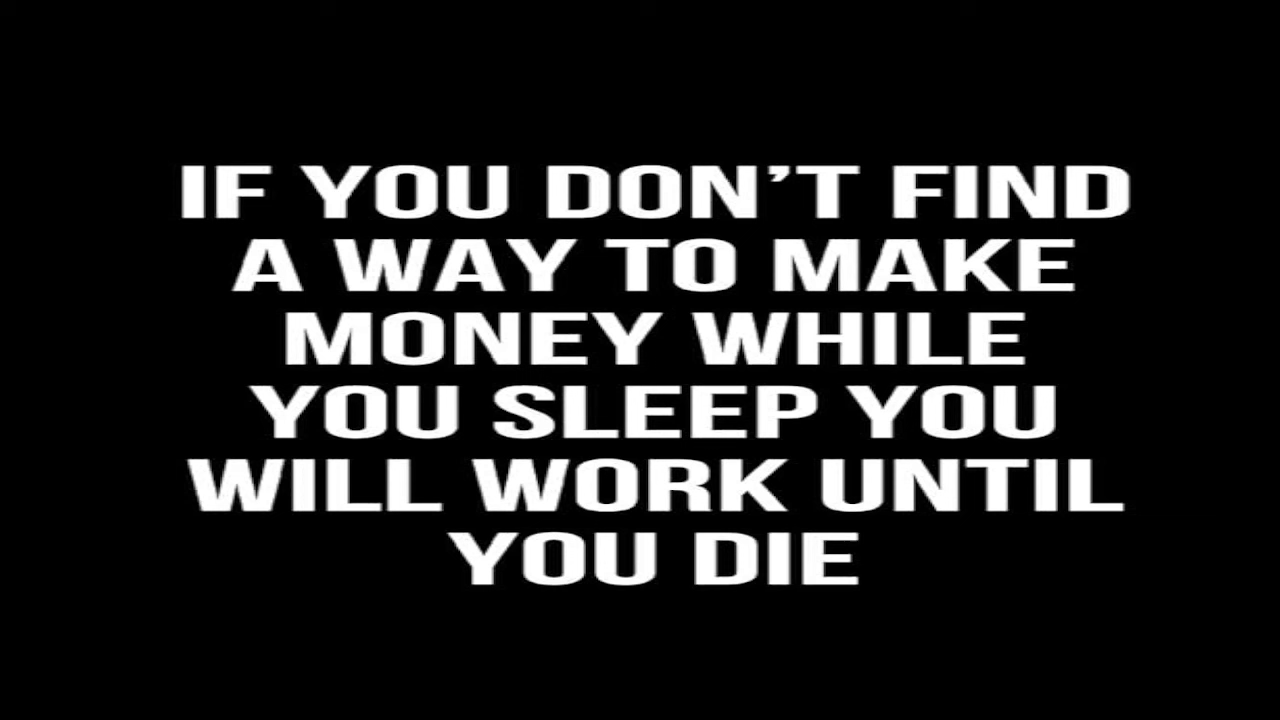 IF YOU DON'T FIND
A WAY TO MAKE
MONEY WHILE
YOU SLEEP YOU
WILL WORK UNTIL
YOU DIE